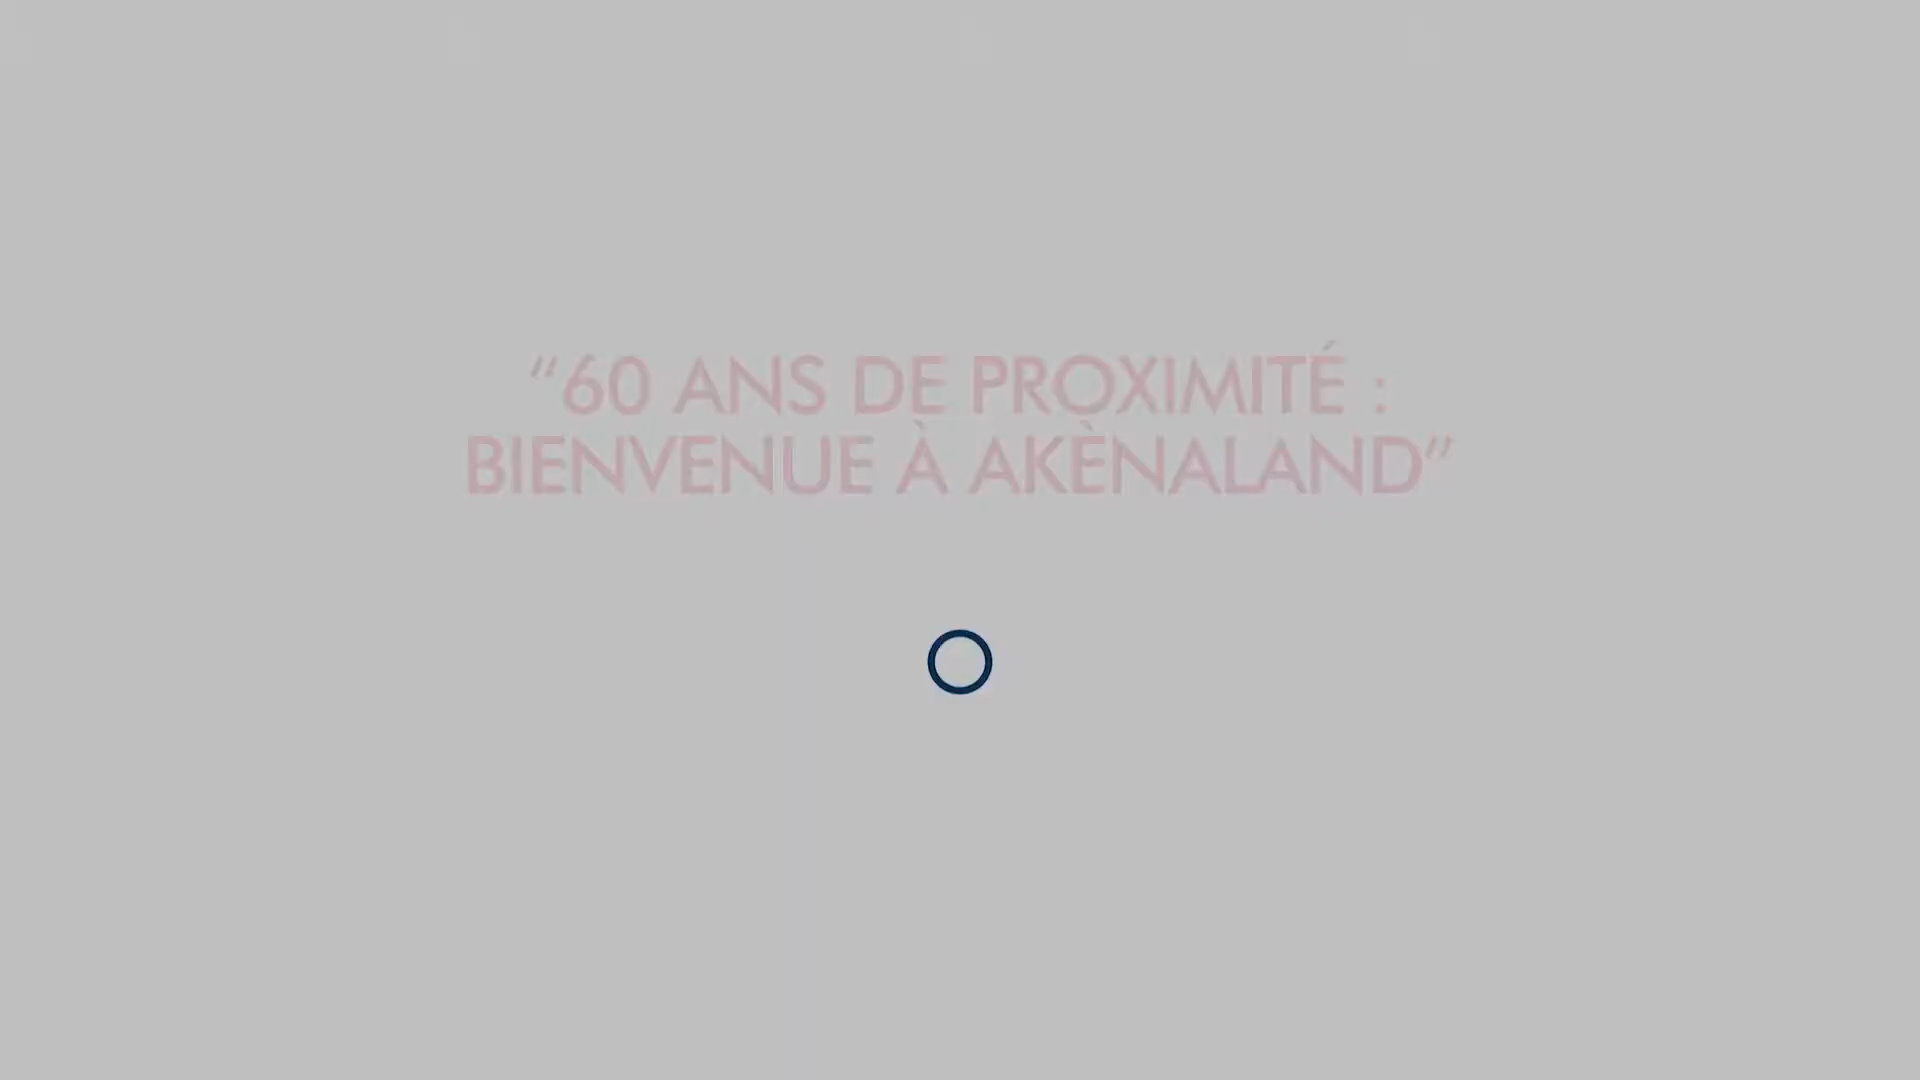 “60 ANS DE PROXIMITÉ :
BIENVENUE À AKÈNALAND”